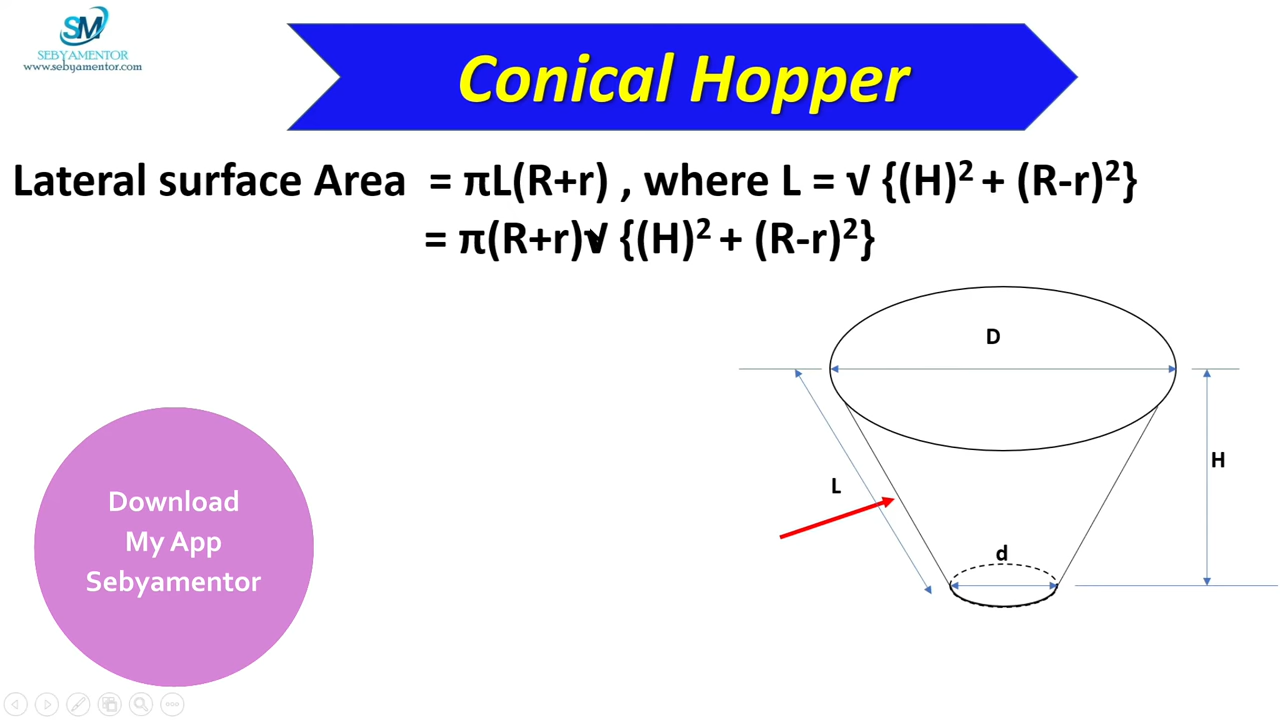 SM
SEBYAMENTOR
www.sebyamentor.com
Conical Hopper
Lateral surface Area = πL(R+r) , where L = √ {(H)² + (R-r)²}
= π(R+r)√ {(H)² + (R-r)²}
D
L
H
d
Download
My App
Sebyamentor